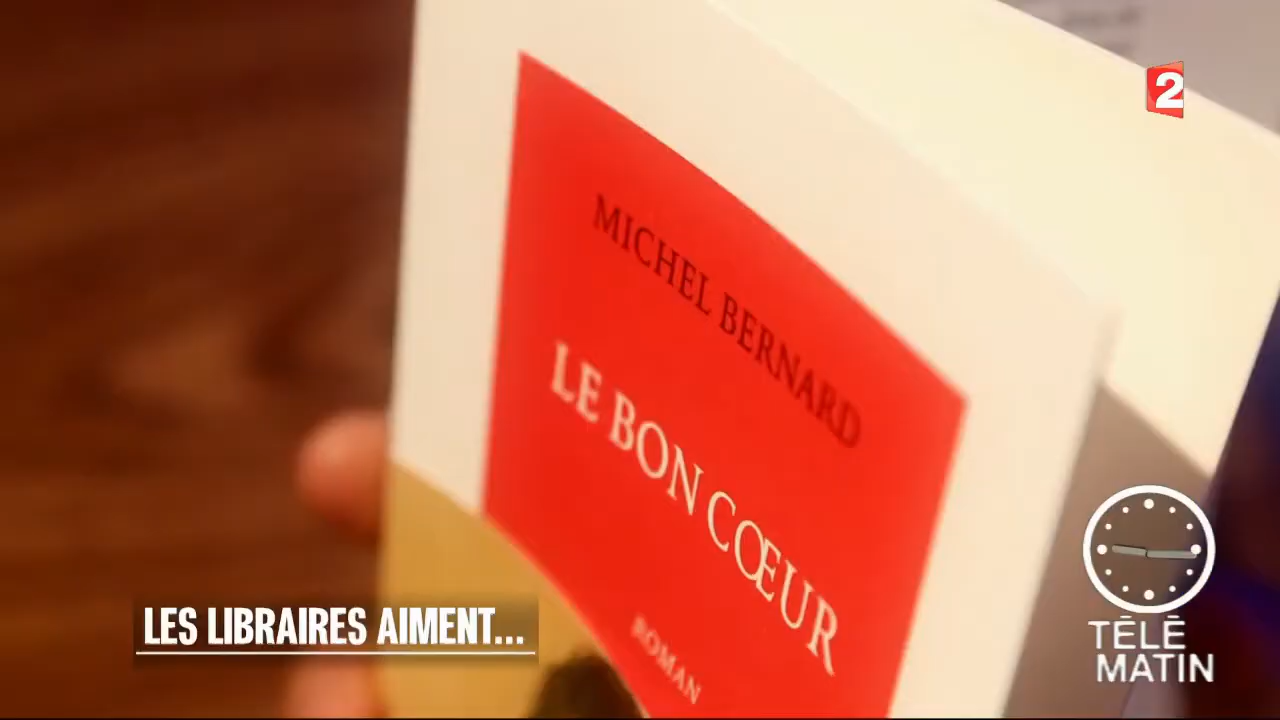 2
MICHEL BERNARD
LE BON CŒUR
ROMAN
LES LIBRAIRES AIMENT...
TÉLÉ
MATIN